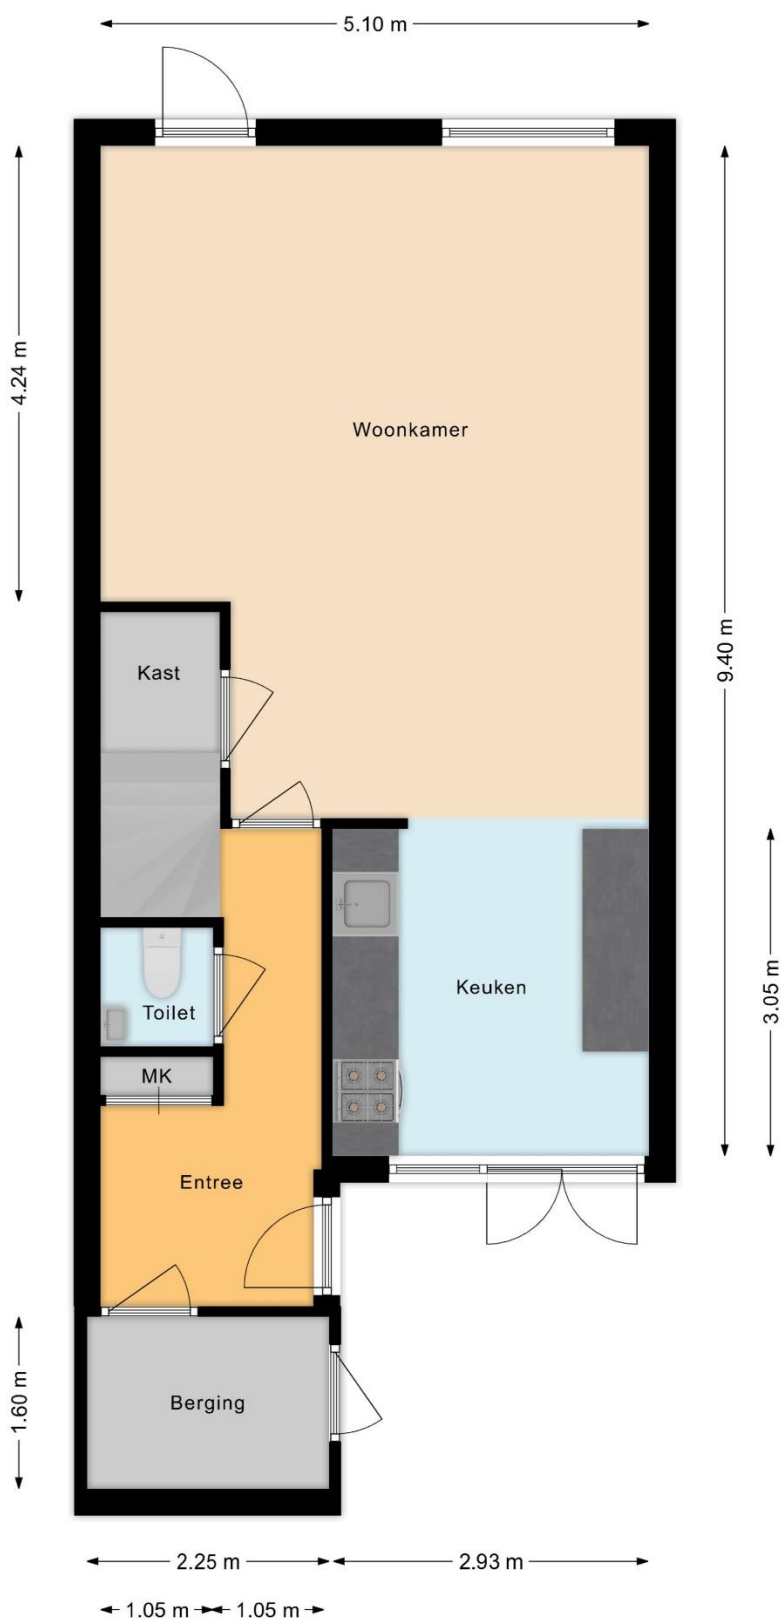 5.10 m
4.24 m
Woonkamer
9.40 m
Kast
Keuken
3.05 m
Toilet
MK
Entree
1.60 m
Berging
2.25 m
2.93 m
1.05 m
1.05 m